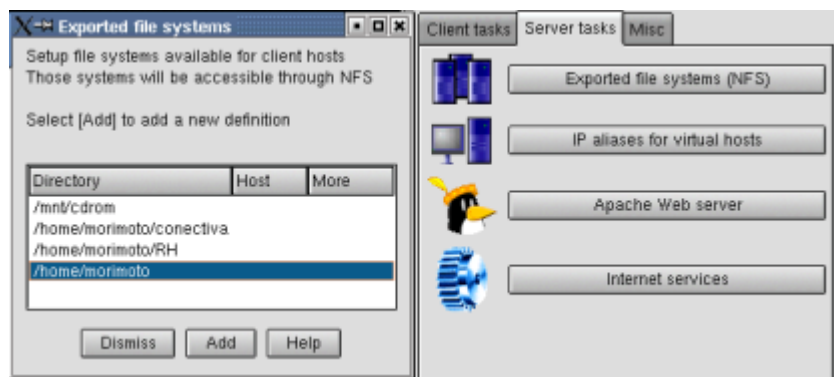 Exported file systems
Setup file systems available for client hosts
Those systems will be accessible through NFS
Select [Add] to add a new definition
Directory Host More
/mnt/cdrom
/home/morimoto/conectiva
/home/morimoto/RH
/home/morimoto
Dismiss Add Help
Client tasks Server tasks Misc
Exported file systems (NFS)
IP aliases for virtual hosts
Apache Web server
Internet services